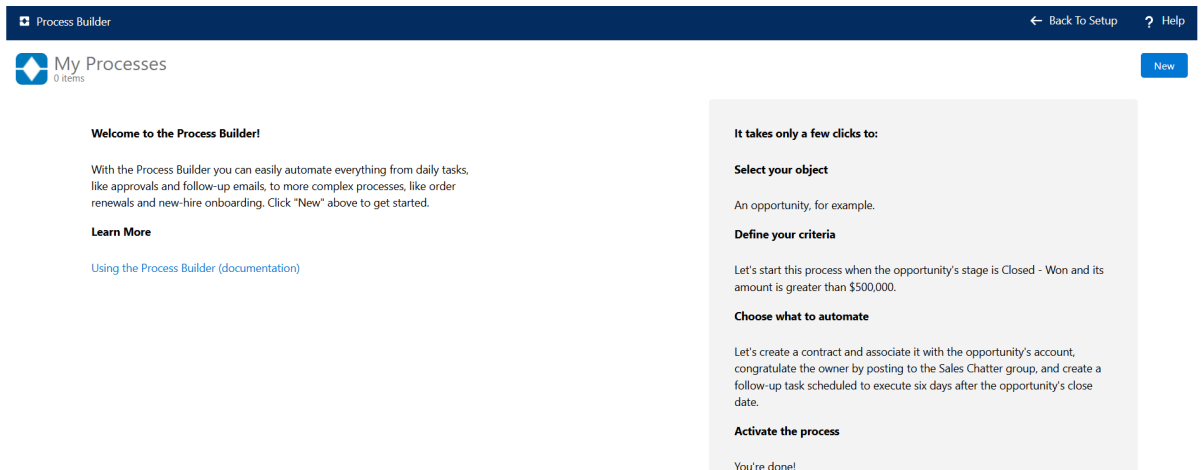 Process Builder
Back To Setup
? Help
My Processes
0 items
New
Welcome to the Process Builder!
With the Process Builder you can easily automate everything from daily tasks,
like approvals and follow-up emails, to more complex processes, like order
renewals and new-hire onboarding. Click "New" above to get started.
Learn More
Using the Process Builder (documentation)
It takes only a few clicks to:
Select your object
An opportunity, for example.
Define your criteria
Let's start this process when the opportunity's stage is Closed - Won and its
amount is greater than $500,000.
Choose what to automate
Let's create a contract and associate it with the opportunity's account,
congratulate the owner by posting to the Sales Chatter group, and create a
follow-up task scheduled to execute six days after the opportunity's close
date.
Activate the process
You're done!